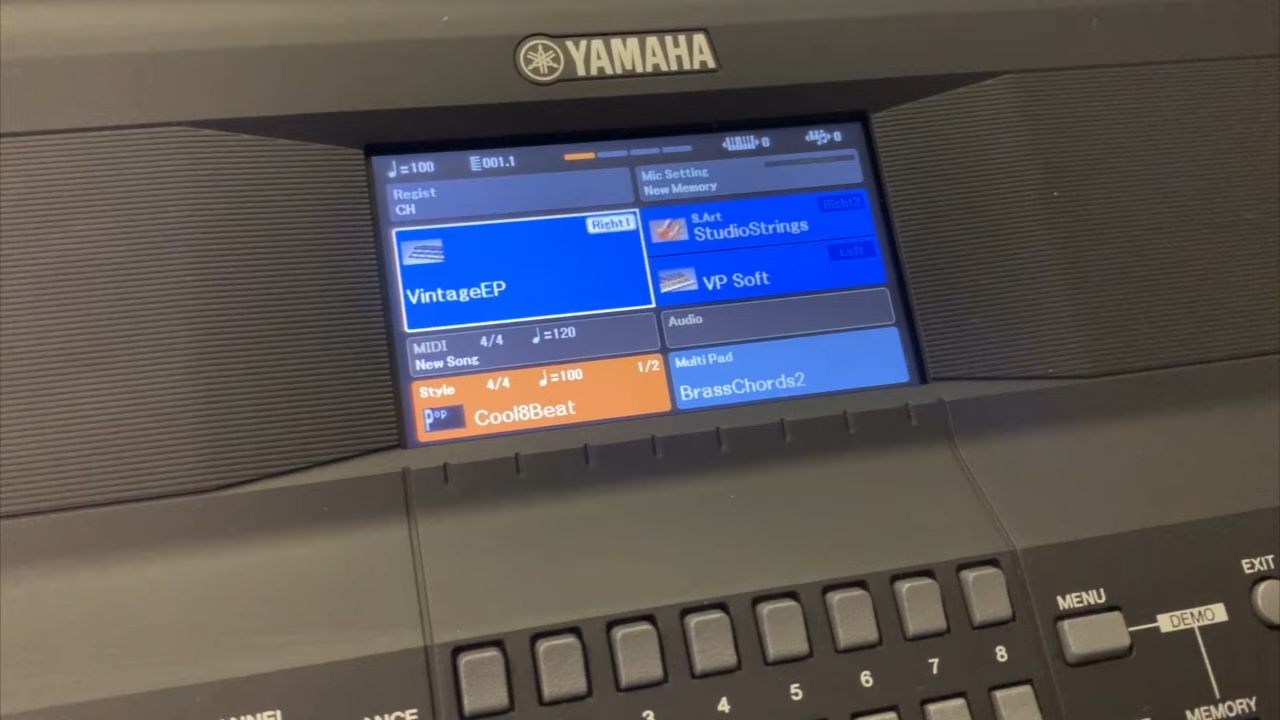 YAMAHA
♩=100 001.1 0 0
Regist
CH
Mic Setting
New Memory
Right1
VintageEP
Right2
S.Art
StudioStrings
Left
VP Soft
MIDI 4/4 ♩=120
New Song
Audio
Style 4/4 ♩=100 1/2
Pop
Cool8Beat
Multi Pad
BrassChords2
EXIT
MENU
DEMO
3 4 5 6 7 8
MEMORY